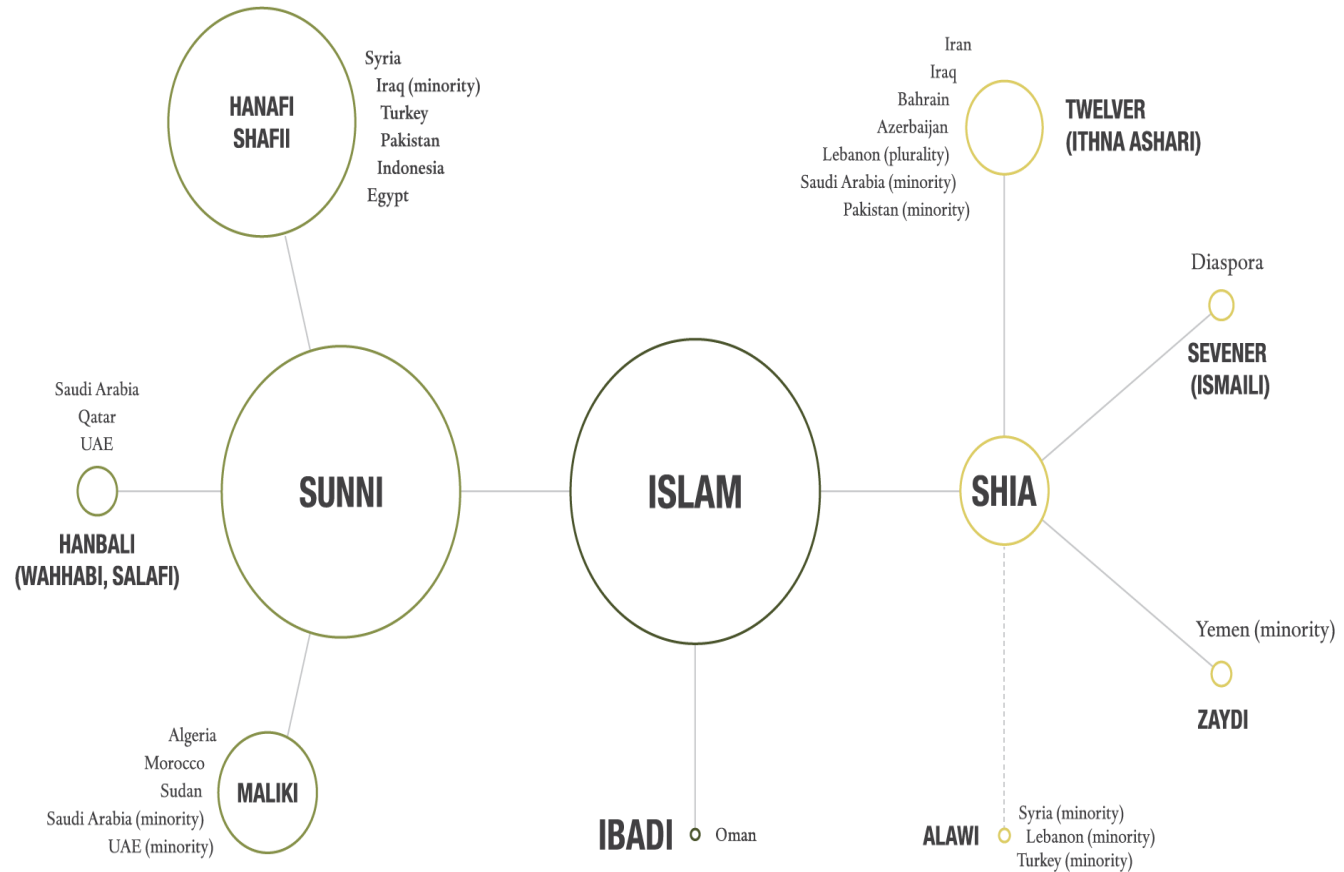 HANAFI
SHAFII
Syria
Iraq (minority)
Turkey
Pakistan
Indonesia
Egypt
Iran
Iraq
Bahrain
Azerbaijan
Lebanon (plurality)
Saudi Arabia (minority)
Pakistan (minority)
TWELVER
(ITHNA ASHARI)
Diaspora
SEVENER
(ISMAILI)
Saudi Arabia
Qatar
UAE
HANBALI
(WAHHABI, SALAFI)
SUNNI
ISLAM
SHIA
Yemen (minority)
ZAYDI
Algeria
Morocco
Sudan
Saudi Arabia (minority)
UAE (minority)
MALIKI
IBADI
Oman
ALAWI
Syria (minority)
Lebanon (minority)
Turkey (minority)